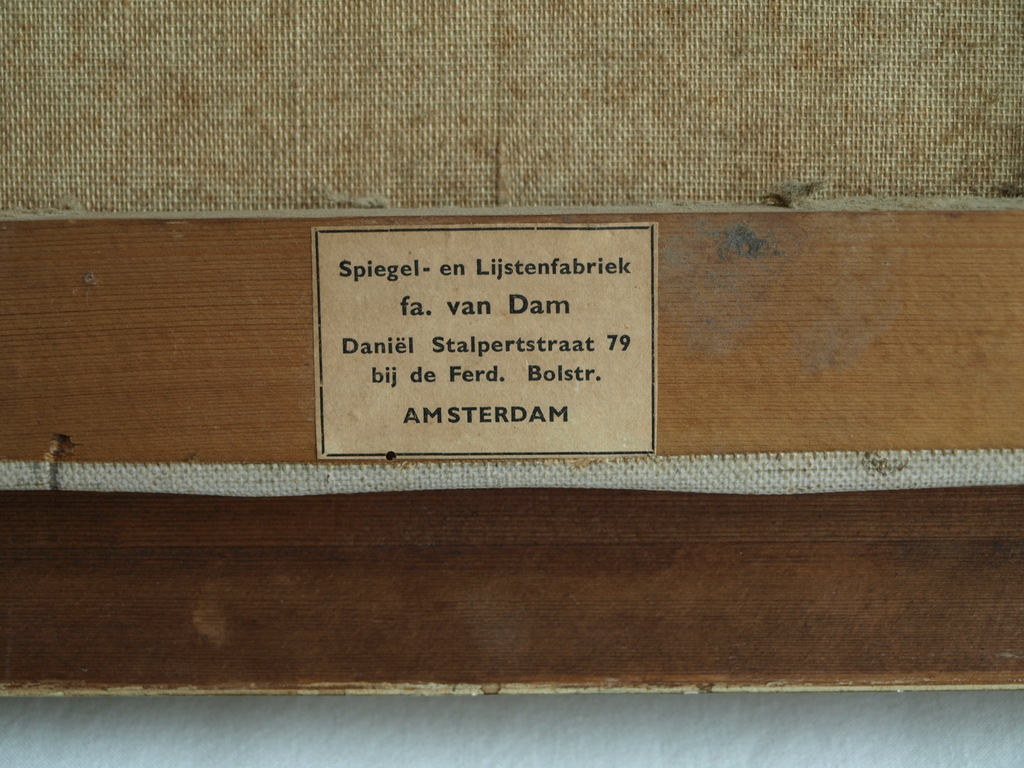 Spiegel- en Lijstenfabriek
fa. van Dam
Daniël Stalpertstraat 79
bij de Ferd. Bolstr.
AMSTERDAM